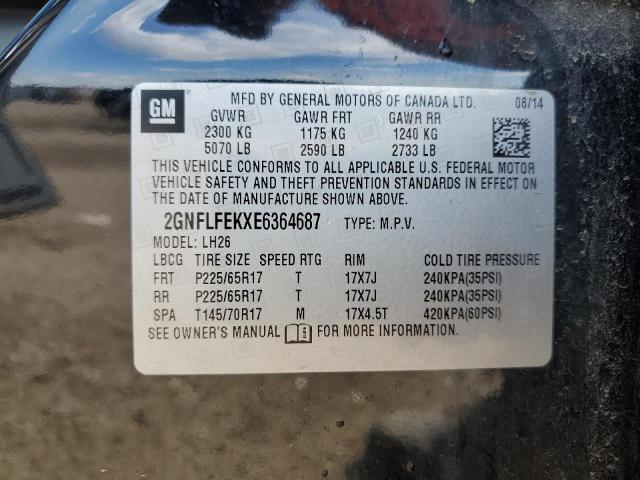 GM
MFD BY GENERAL MOTORS OF CANADA LTD. 06/14
GVWR GAWR FRT GAWR RR
2300 KG 1175 KG 1240 KG
5070 LB 2590 LB 2733 LB
THIS VEHICLE CONFORMS TO ALL APPLICABLE U.S. FEDERAL MOTOR
VEHICLE SAFETY AND THEFT PREVENTION STANDARDS IN EFFECT ON
THE DATE OF MANUFACTURE SHOWN ABOVE.
2GNFLFEKXE6364687 TYPE: M.P.V.
MODEL: LH26
LBCG TIRE SIZE SPEED RTG RIM COLD TIRE PRESSURE
FRT P225/65R17 T 17X7J 240KPA(35PSI)
RR P225/65R17 T 17X7J 240KPA(35PSI)
SPA T145/70R17 M 17X4.5T 420KPA(60PSI)
SEE OWNER'S MANUAL FOR MORE INFORMATION.